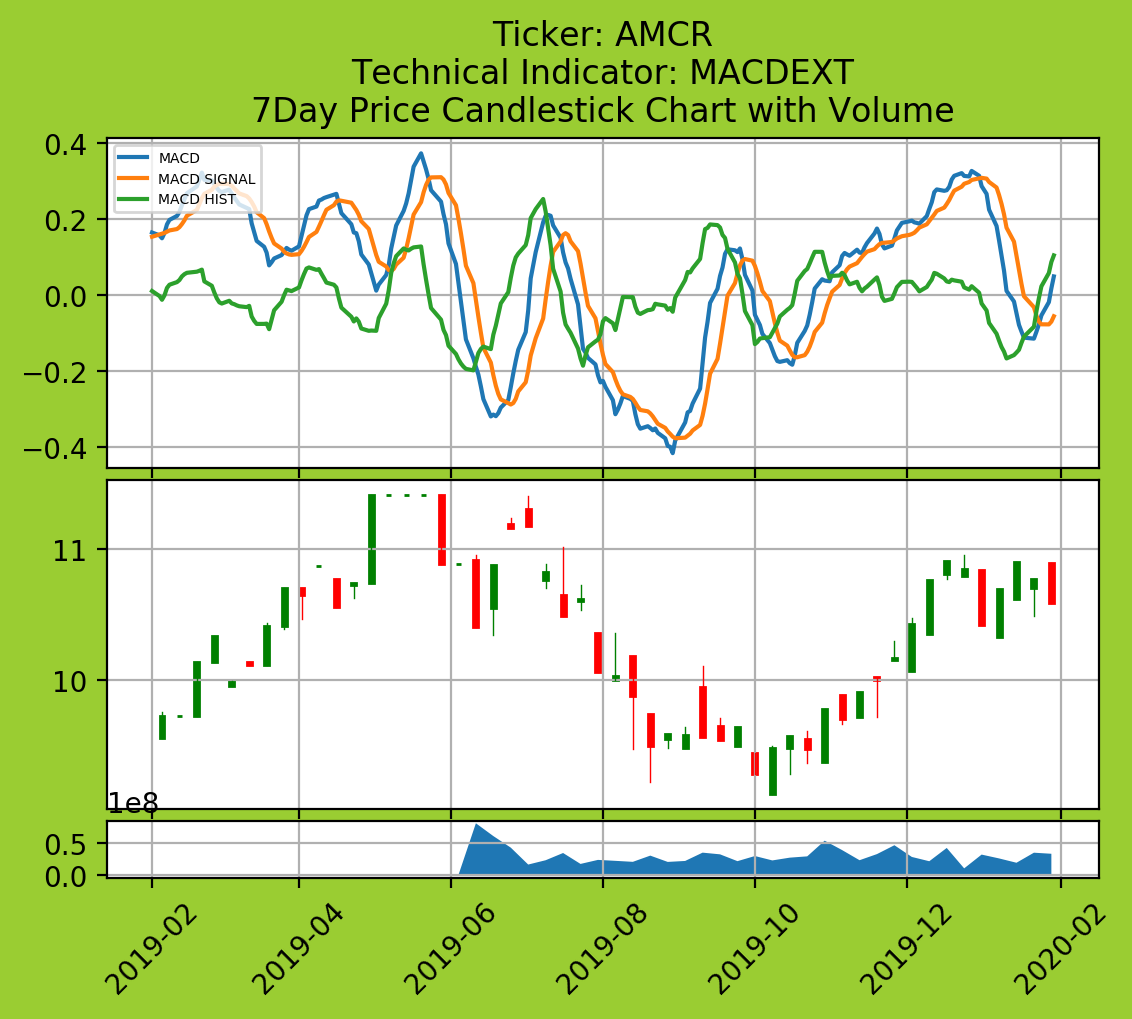 Ticker: AMCR
Technical Indicator: MACDEXT
7Day Price Candlestick Chart with Volume
0.4
0.2
0.0
−0.2
−0.4
MACD
MACD SIGNAL
MACD HIST
11
10
1e8
0.5
0.0
2019-02
2019-04
2019-06
2019-08
2019-10
2019-12
2020-02